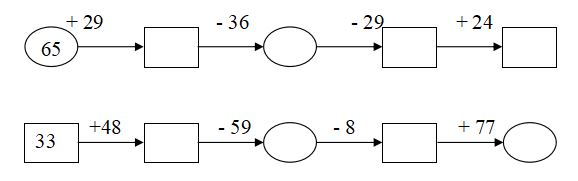 + 29 - 36 - 29 + 24
65
+48 - 59 - 8 + 77
33